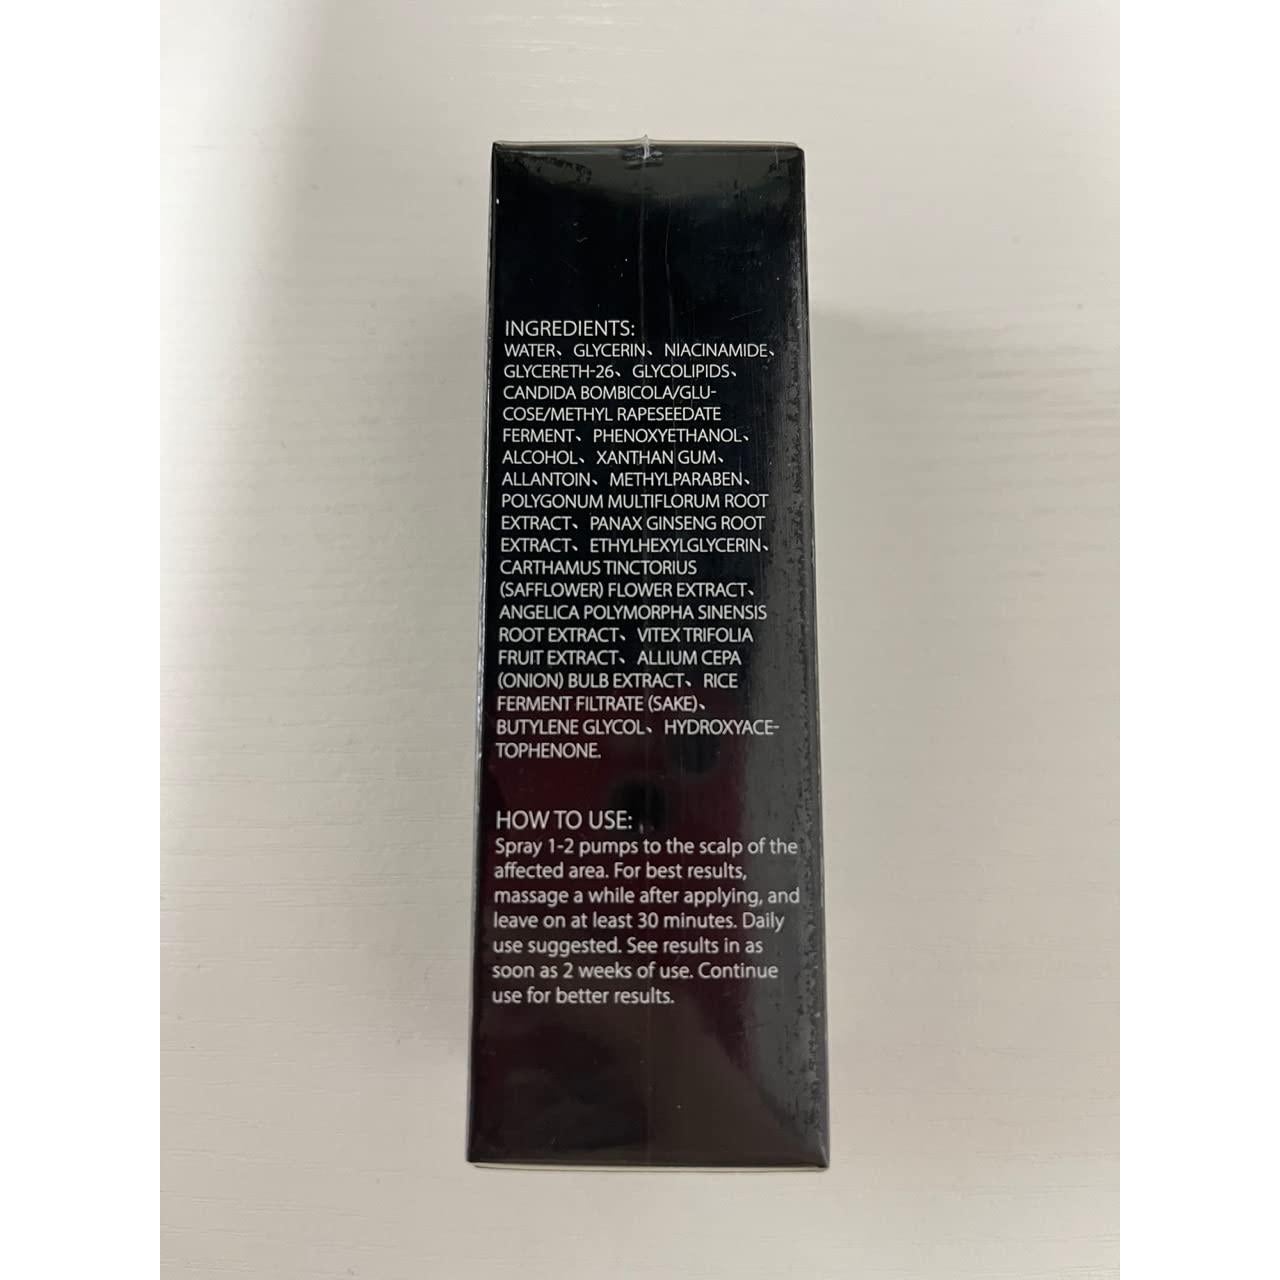 INGREDIENTS:
WATER、GLYCERIN、NIACINAMIDE、
GLYCERETH-26、GLYCOLIPIDS、
CANDIDA BOMBICOLA/GLU-
COSE/METHYL RAPESEEDATE
FERMENT、PHENOXYETHANOL、
ALCOHOL、XANTHAN GUM、
ALLANTOIN、METHYLPARABEN、
POLYGONUM MULTIFLORUM ROOT
EXTRACT、PANAX GINSENG ROOT
EXTRACT、ETHYLHEXYLGLYCERIN、
CARTHAMUS TINCTORIUS
(SAFFLOWER) FLOWER EXTRACT、
ANGELICA POLYMORPHA SINENSIS
ROOT EXTRACT、VITEX TRIFOLIA
FRUIT EXTRACT、ALLIUM CEPA
(ONION) BULB EXTRACT、RICE
FERMENT FILTRATE (SAKE)、
BUTYLENE GLYCOL、HYDROXYACE-
TOPHENONE.
HOW TO USE:
Spray 1-2 pumps to the scalp of the
affected area. For best results,
massage a while after applying, and
leave on at least 30 minutes. Daily
use suggested. See results in as
soon as 2 weeks of use. Continue
use for better results.